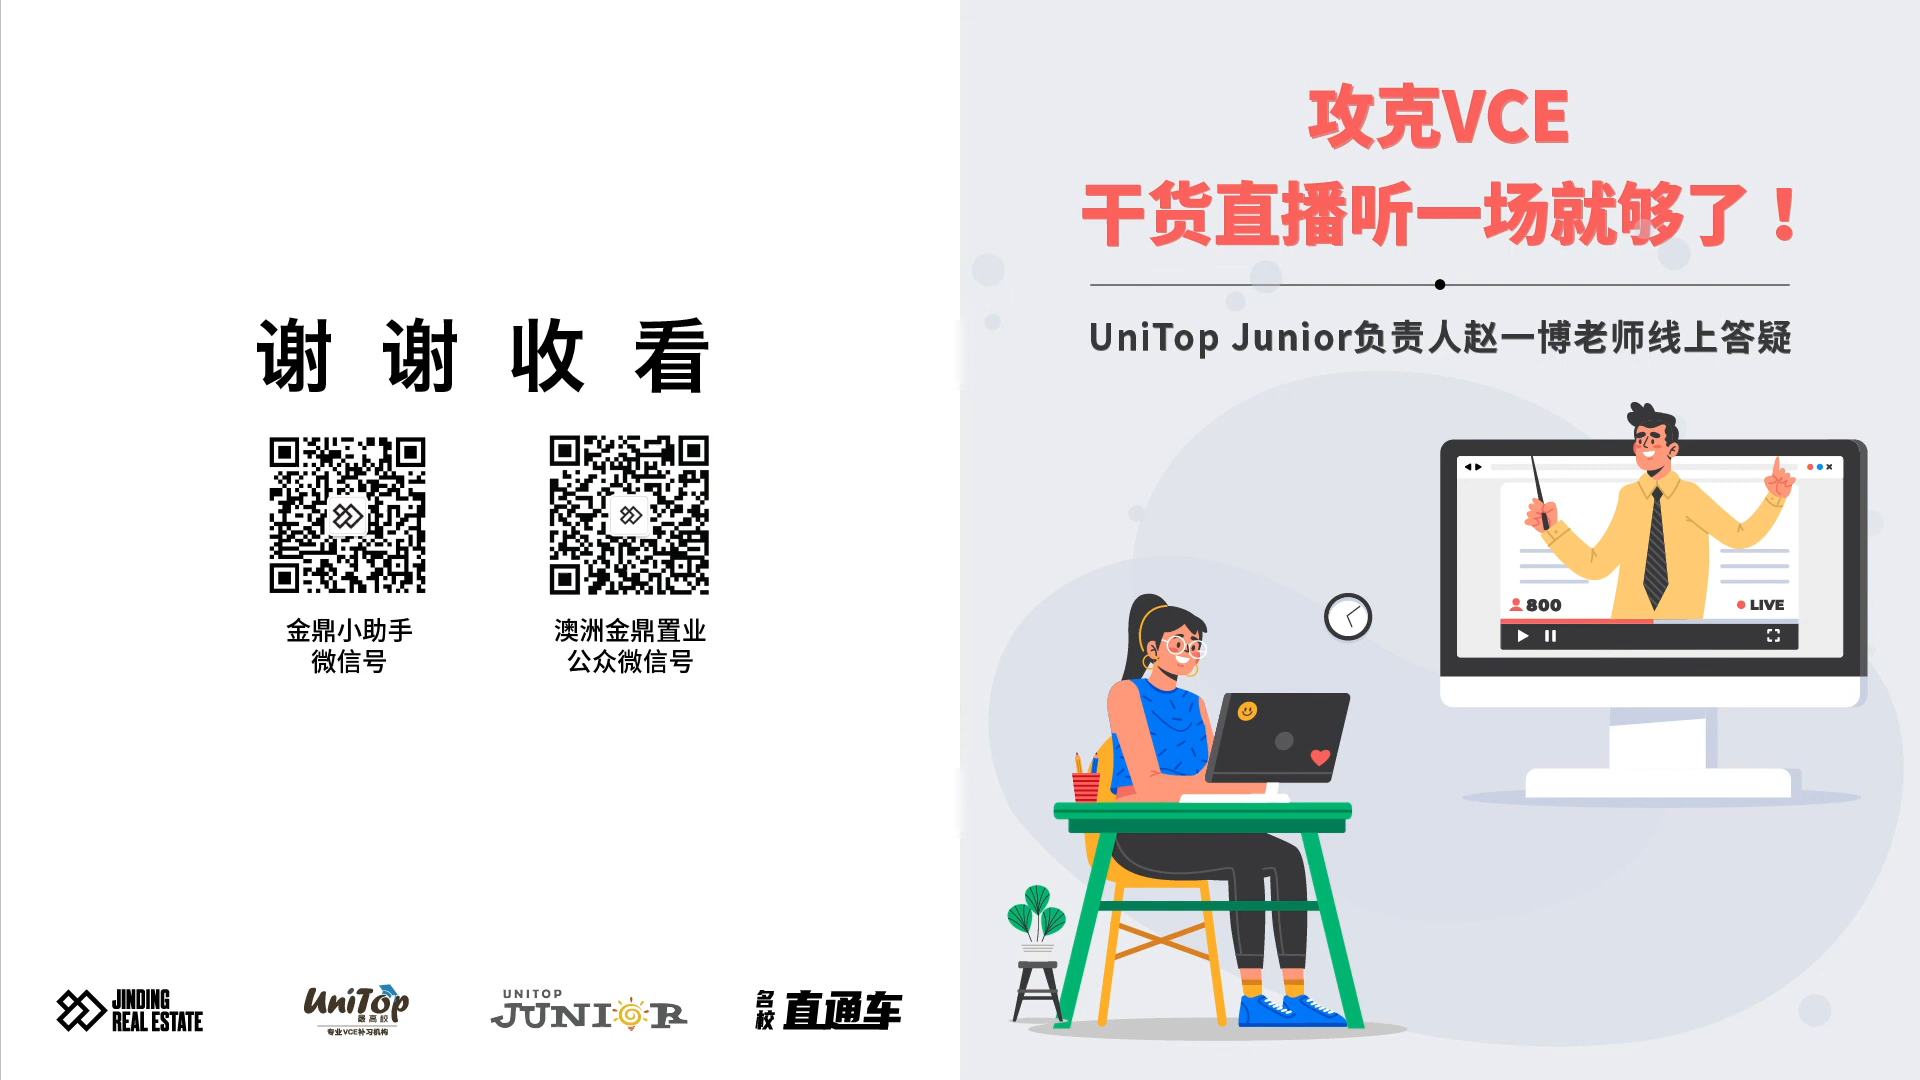 谢谢收看
金鼎小助手
微信号
澳洲金鼎置业
公众微信号
JINDING
REAL ESTATE
UniTop
最高校
专业VCE补习机构
UNITOP
JUNIOR
名校
直通车
攻克VCE
干货直播听一场就够了！
UniTop Junior负责人赵一博老师线上答疑
800
LIVE